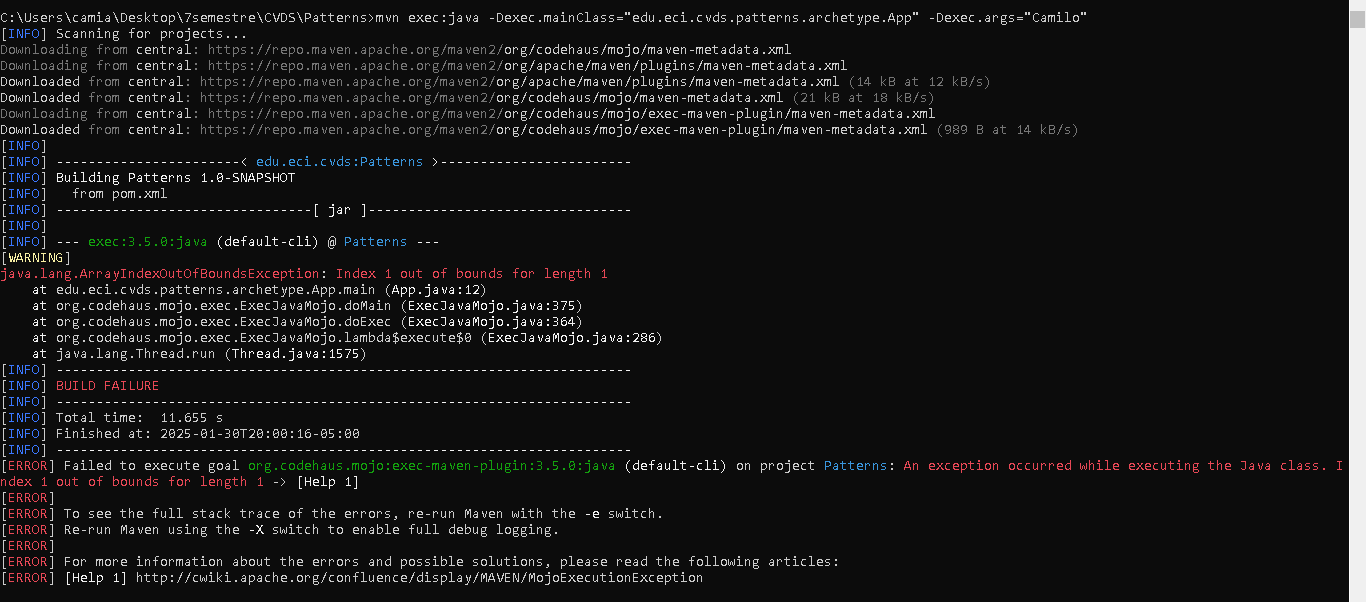 C:\Users\camia\Desktop\7semestre\CVDS\Patterns>mvn exec:java -Dexec.mainClass="edu.eci.cvds.patterns.archetype.App" -Dexec.args="Camilo"
[INFO] Scanning for projects...
Downloading from central: https://repo.maven.apache.org/maven2/org/codehaus/mojo/maven-metadata.xml
Downloading from central: https://repo.maven.apache.org/maven2/org/apache/maven/plugins/maven-metadata.xml
Downloaded from central: https://repo.maven.apache.org/maven2/org/apache/maven/plugins/maven-metadata.xml (14 kB at 12 kB/s)
Downloaded from central: https://repo.maven.apache.org/maven2/org/codehaus/mojo/maven-metadata.xml (21 kB at 18 kB/s)
Downloading from central: https://repo.maven.apache.org/maven2/org/codehaus/mojo/exec-maven-plugin/maven-metadata.xml
Downloaded from central: https://repo.maven.apache.org/maven2/org/codehaus/mojo/exec-maven-plugin/maven-metadata.xml (989 B at 14 kB/s)
[INFO]
[INFO] -----------------------< edu.eci.cvds:Patterns >------------------------
[INFO] Building Patterns 1.0-SNAPSHOT
[INFO]   from pom.xml
[INFO] --------------------------------[ jar ]---------------------------------
[INFO]
[INFO] --- exec:3.5.0:java (default-cli) @ Patterns ---
[WARNING]
java.lang.ArrayIndexOutOfBoundsException: Index 1 out of bounds for length 1
    at edu.eci.cvds.patterns.archetype.App.main (App.java:12)
    at org.codehaus.mojo.exec.ExecJavaMojo.doMain (ExecJavaMojo.java:375)
    at org.codehaus.mojo.exec.ExecJavaMojo.doExec (ExecJavaMojo.java:364)
    at org.codehaus.mojo.exec.ExecJavaMojo.lambda$execute$0 (ExecJavaMojo.java:286)
    at java.lang.Thread.run (Thread.java:1575)
[INFO] ------------------------------------------------------------------------
[INFO] BUILD FAILURE
[INFO] ------------------------------------------------------------------------
[INFO] Total time:  11.655 s
[INFO] Finished at: 2025-01-30T20:00:16-05:00
[INFO] ------------------------------------------------------------------------
[ERROR] Failed to execute goal org.codehaus.mojo:exec-maven-plugin:3.5.0:java (default-cli) on project Patterns: An exception occurred while executing the Java class. I
ndex 1 out of bounds for length 1 -> [Help 1]
[ERROR]
[ERROR] To see the full stack trace of the errors, re-run Maven with the -e switch.
[ERROR] Re-run Maven using the -X switch to enable full debug logging.
[ERROR]
[ERROR] For more information about the errors and possible solutions, please read the following articles:
[ERROR] [Help 1] http://cwiki.apache.org/confluence/display/MAVEN/MojoExecutionException